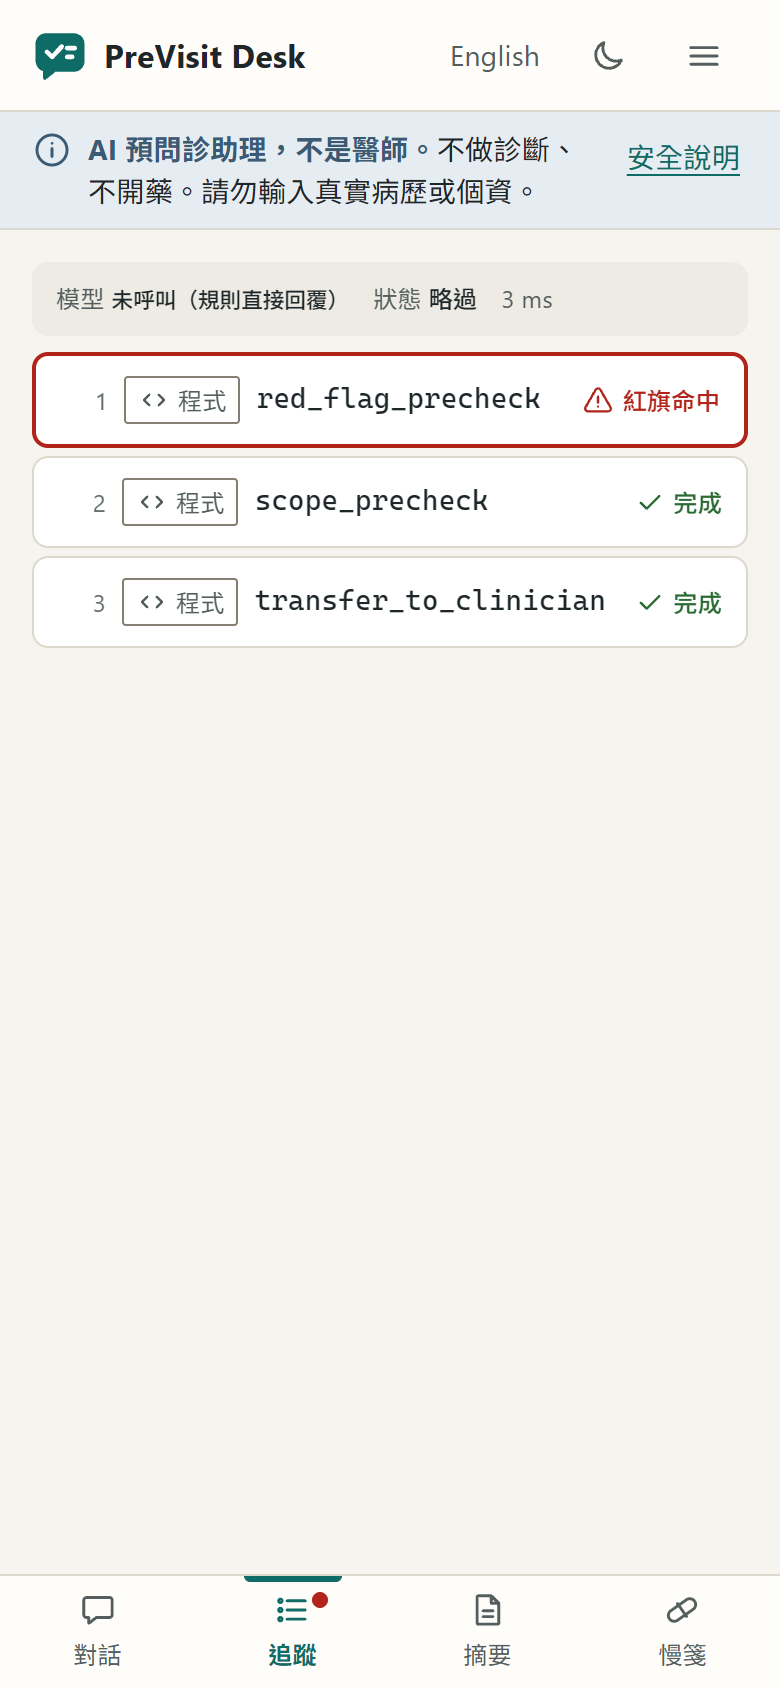 PreVisit Desk English
AI 預問診助理，不是醫師。不做診斷、
不開藥。請勿輸入真實病歷或個資。
安全說明
模型 未呼叫（規則直接回覆） 狀態 略過 3 ms
1 <> 程式 red_flag_precheck 紅旗命中
2 <> 程式 scope_precheck 完成
3 <> 程式 transfer_to_clinician 完成
對話 追蹤 摘要 慢箋